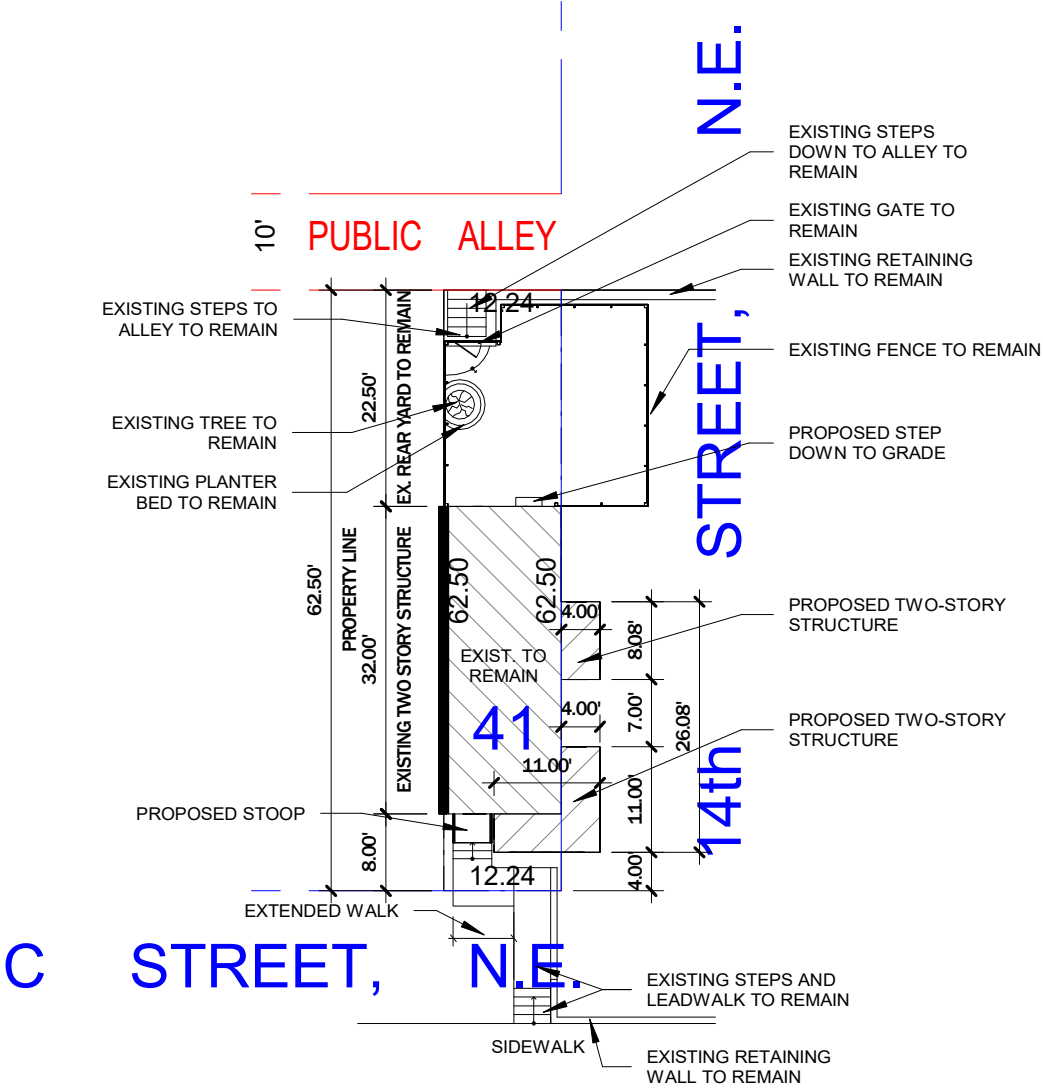 N.E.
EXISTING STEPS
DOWN TO ALLEY TO
REMAIN
10'
PUBLIC ALLEY
EXISTING GATE TO
REMAIN
EXISTING RETAINING
WALL TO REMAIN
EXISTING STEPS TO
ALLEY TO REMAIN
12.24
EX. REAR YARD TO REMAIN
22.50'
STREET,
EXISTING FENCE TO REMAIN
EXISTING TREE TO
REMAIN
EXISTING PLANTER
BED TO REMAIN
PROPOSED STEP
DOWN TO GRADE
62.50'
PROPERTY LINE
32.00'
EXISTING TWO STORY STRUCTURE
62.50
62.50
4.00'
8.08'
PROPOSED TWO-STORY
STRUCTURE
EXIST. TO
REMAIN
41
4.00'
7.00'
26.08'
PROPOSED TWO-STORY
STRUCTURE
11.00'
11.00'
14th
PROPOSED STOOP
8.00'
12.24
4.00'
EXTENDED WALK
C STREET, N.E.
EXISTING STEPS AND
LEADWALK TO REMAIN
SIDEWALK
EXISTING RETAINING
WALL TO REMAIN